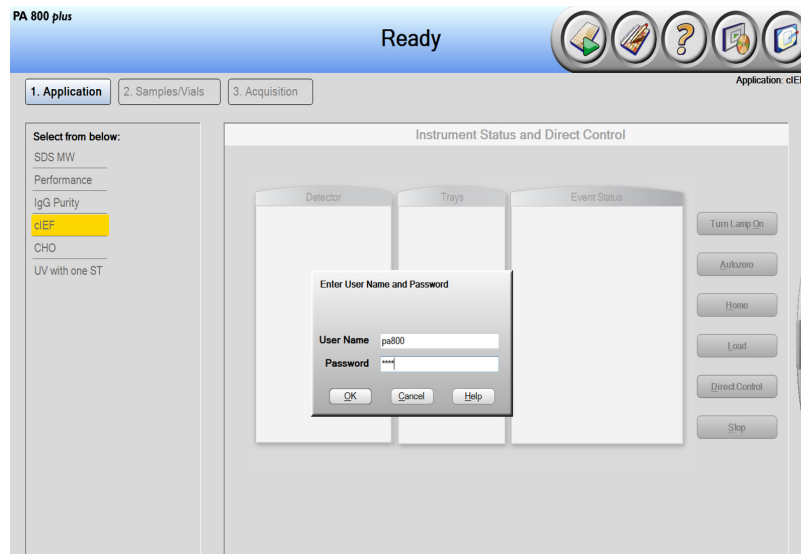 PA 800 plus
Ready
Application: cIEF
1. Application
2. Samples/Vials
3. Acquisition
Select from below:
SDS MW
Performance
IgG Purity
cIEF
CHO
UV with one ST
Instrument Status and Direct Control
Detector
Trays
Event Status
Turn Lamp On
Autozero
Home
Load
Direct Control
Stop
Enter User Name and Password
User Name pa800
Password ****
OK
Cancel
Help